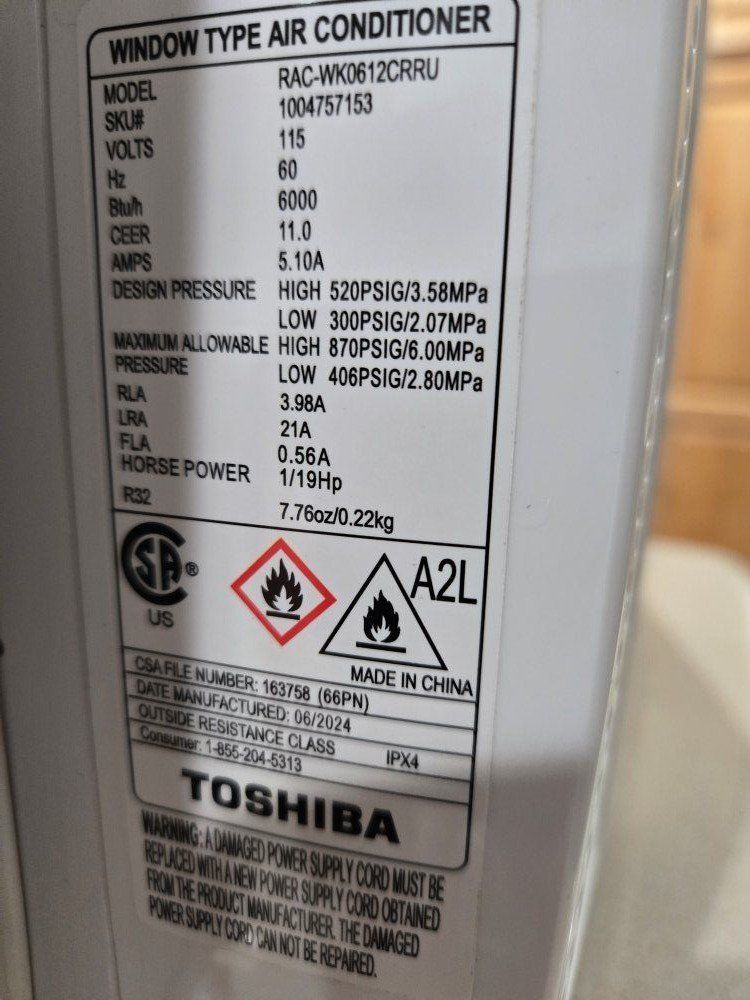 WINDOW TYPE AIR CONDITIONER
MODEL RAC-WK0612CRRU
SKU# 1004757153
VOLTS 115
Hz 60
Btu/h 6000
CEER 11.0
AMPS 5.10A
DESIGN PRESSURE HIGH 520PSIG/3.58MPa
LOW 300PSIG/2.07MPa
MAXIMUM ALLOWABLE HIGH 870PSIG/6.00MPa
PRESSURE LOW 406PSIG/2.80MPa
RLA 3.98A
LRA 21A
FLA 0.56A
HORSE POWER 1/19Hp
R32 7.76oz/0.22kg
SA ®
US
A2L
MADE IN CHINA
CSA FILE NUMBER: 163758 (66PN)
DATE MANUFACTURED: 06/2024
OUTSIDE RESISTANCE CLASS IPX4
Consumer: 1-855-204-5313
TOSHIBA
WARNING: A DAMAGED POWER SUPPLY CORD MUST BE
REPLACED WITH A NEW POWER SUPPLY CORD OBTAINED
FROM THE PRODUCT MANUFACTURER. THE DAMAGED
POWER SUPPLY CORD CAN NOT BE REPAIRED.